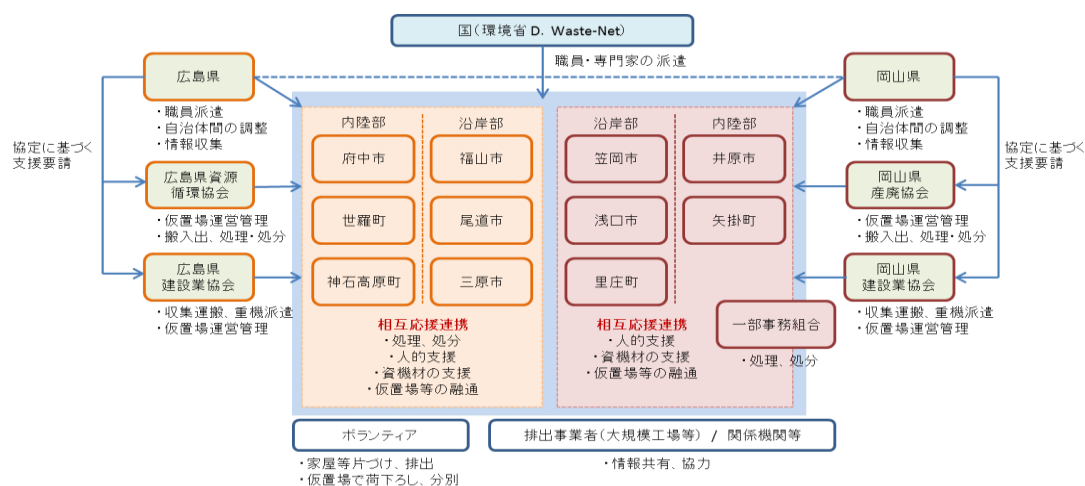 国(環境省 D. Waste-Net)
職員・専門家の派遣
広島県
・職員派遣
・自治体間の調整
・情報収集
協定に基づく
支援要請
広島県資源
循環協会
・仮置場運営管理
・搬入出、処理・処分
広島県
建設業協会
・収集運搬、重機派遣
・仮置場運営管理
内陸部
沿岸部
府中市
福山市
世羅町
尾道市
神石高原町
三原市
相互応援連携
・処理、処分
・人的支援
・資機材の支援
・仮置場等の融通
沿岸部
内陸部
笠岡市
井原市
浅口市
矢掛町
里庄町
相互応援連携
・人的支援
・資機材の支援
・仮置場等の融通
一部事務組合
・処理、処分
岡山県
・職員派遣
・自治体間の調整
・情報収集
協定に基づく
支援要請
岡山県
産廃協会
・仮置場運営管理
・搬入出、処理・処分
岡山県
建設業協会
・収集運搬、重機派遣
・仮置場運営管理
ボランティア
・家屋等片づけ、排出
・仮置場で荷下ろし、分別
排出事業者(大規模工場等) / 関係機関等
・情報共有、協力